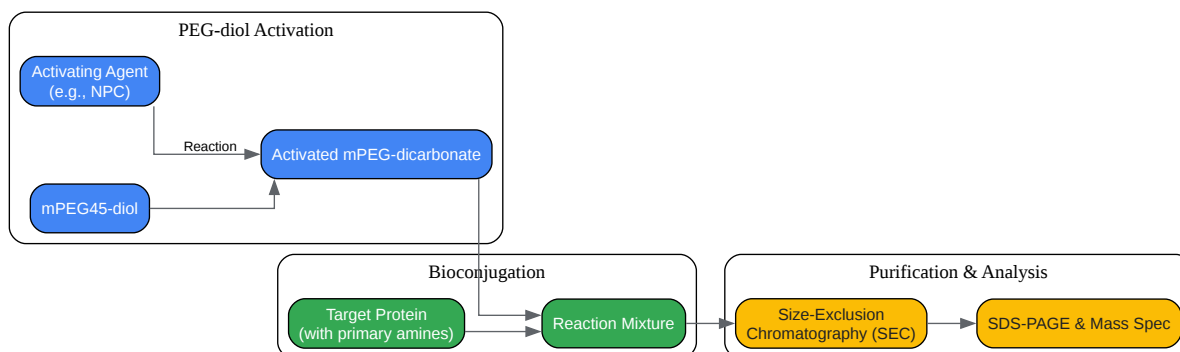 PEG-diol Activation
Activating Agent
(e.g., NPC)
Reaction
Activated mPEG-dicarbonate
mPEG45-diol
Bioconjugation
Target Protein
(with primary amines)
Reaction Mixture
Purification & Analysis
Size-Exclusion
Chromatography (SEC)
SDS-PAGE & Mass Spec